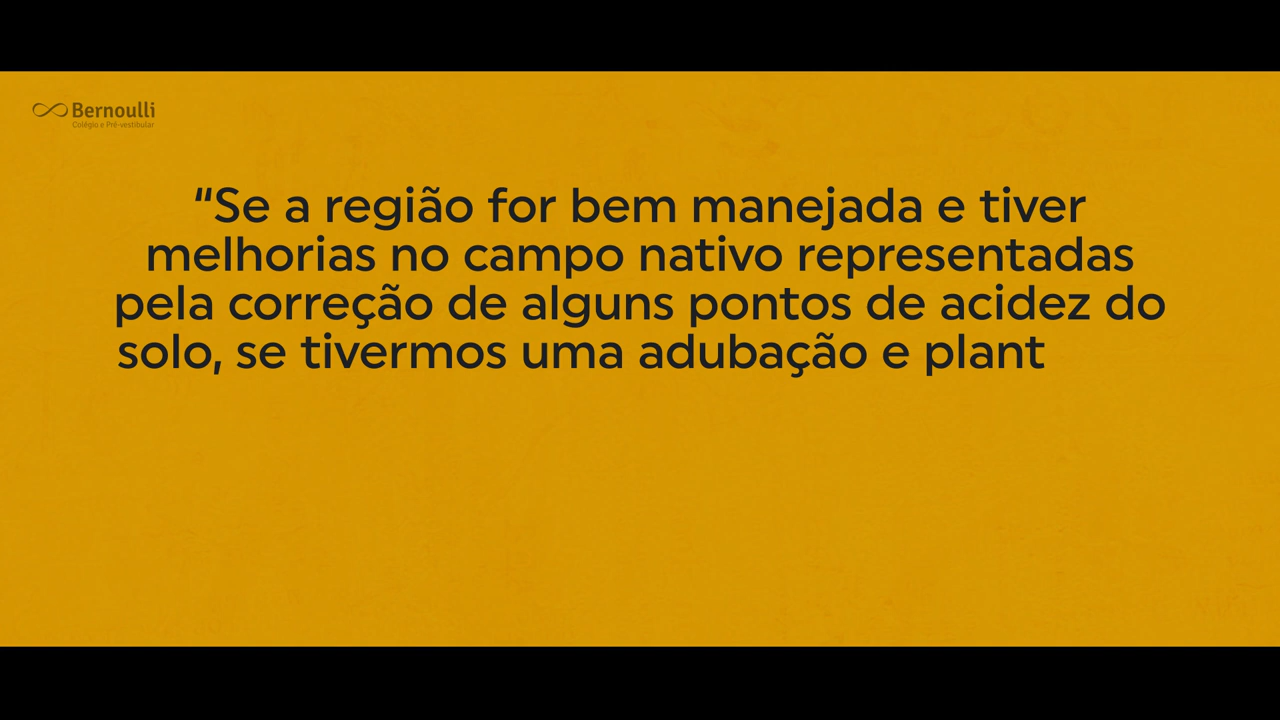 Bernoulli
Colégio e Pré-vestibular
“Se a região for bem manejada e tiver
melhorias no campo nativo representadas
pela correção de alguns pontos de acidez do
solo, se tivermos uma adubação e plant